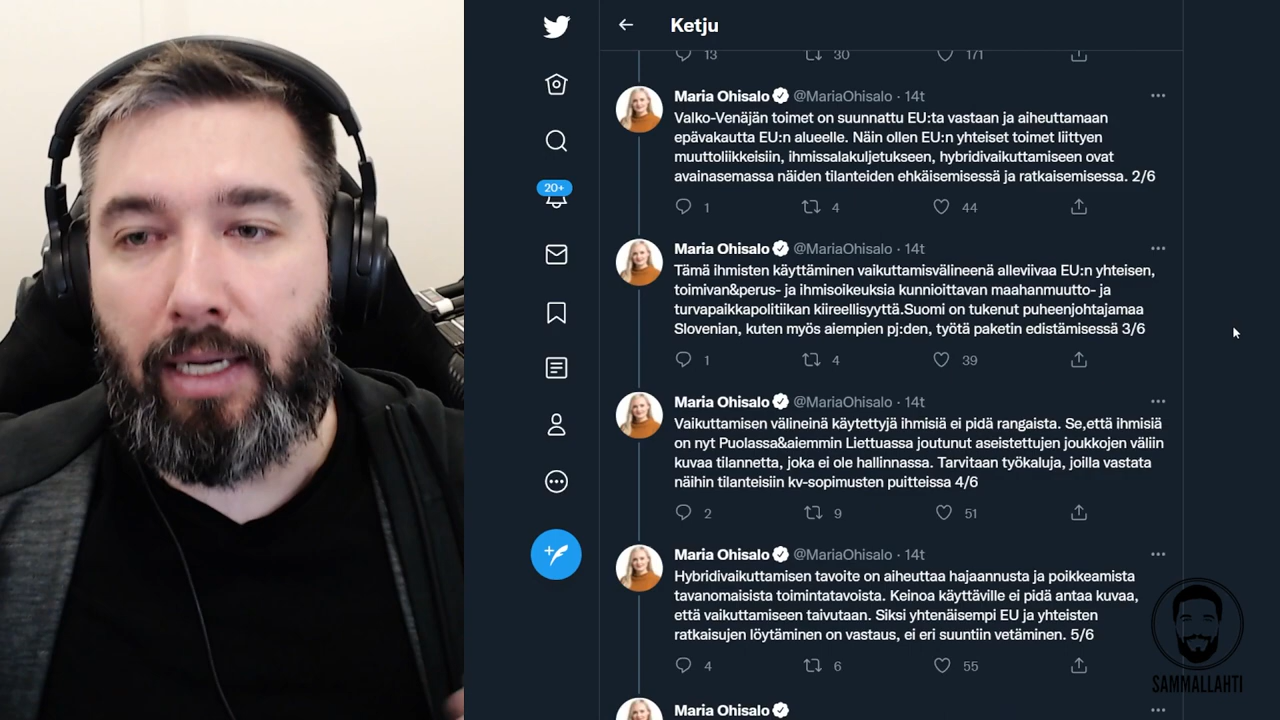 Ketju
13
30
171
Maria Ohisalo @MariaOhisalo · 14t
Valko-Venäjän toimet on suunnattu EU:ta vastaan ja aiheuttamaan
epävakautta EU:n alueelle. Näin ollen EU:n yhteiset toimet liittyen
muuttoliikkeisiin, ihmissalakuljetukseen, hybridivaikuttamiseen ovat
avainasemassa näiden tilanteiden ehkäisemisessä ja ratkaisemisessa. 2/6
1
4
44
20+
Maria Ohisalo @MariaOhisalo · 14t
Tämä ihmisten käyttäminen vaikuttamisvälineenä alleviivaa EU:n yhteisen,
toimivan&perus- ja ihmisoikeuksia kunnioittavan maahanmuutto- ja
turvapaikkapolitiikan kiireellisyyttä.Suomi on tukenut puheenjohtajamaa
Slovenian, kuten myös aiempien pj:den, työtä paketin edistämisessä 3/6
1
4
39
Maria Ohisalo @MariaOhisalo · 14t
Vaikuttamisen välineinä käytettyjä ihmisiä ei pidä rangaista. Se,että ihmisiä
on nyt Puolassa&aiemmin Liettuassa joutunut aseistettujen joukkojen väliin
kuvaa tilannetta, joka ei ole hallinnassa. Tarvitaan työkaluja, joilla vastata
näihin tilanteisiin kv-sopimusten puitteissa 4/6
2
9
51
Maria Ohisalo @MariaOhisalo · 14t
Hybridivaikuttamisen tavoite on aiheuttaa hajaannusta ja poikkeamista
tavanomaisista toimintatavoista. Keinoa käyttäville ei pidä antaa kuvaa,
että vaikuttamiseen taivutaan. Siksi yhtenäisempi EU ja yhteisten
ratkaisujen löytäminen on vastaus, ei eri suuntiin vetäminen. 5/6
4
6
55
SAMMALLAHTI
Maria Ohisalo